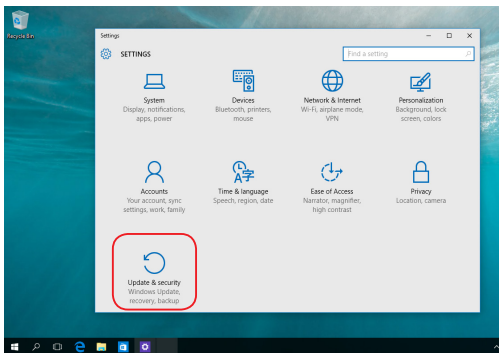 Recycle Bin
Settings
SETTINGS
Find a setting
System
Display, notifications,
apps, power
Devices
Bluetooth, printers,
mouse
Network & Internet
Wi-Fi, airplane mode,
VPN
Personalization
Background, lock
screen, colors
Accounts
Your account, sync
settings, work, family
Time & language
Speech, region, date
Ease of Access
Narrator, magnifier,
high contrast
Privacy
Location, camera
Update & security
Windows Update,
recovery, backup